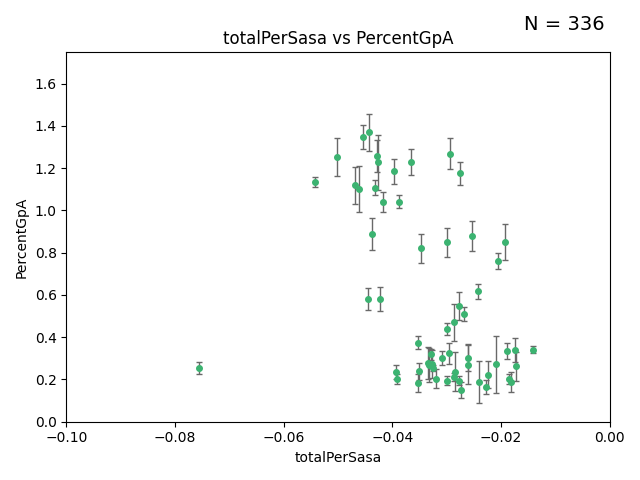 N = 336
totalPerSasa vs PercentGpA
PercentGpA
1.6
1.4
1.2
1.0
0.8
0.6
0.4
0.2
0.0
−0.10 −0.08 −0.06 −0.04 −0.02 0.00
totalPerSasa